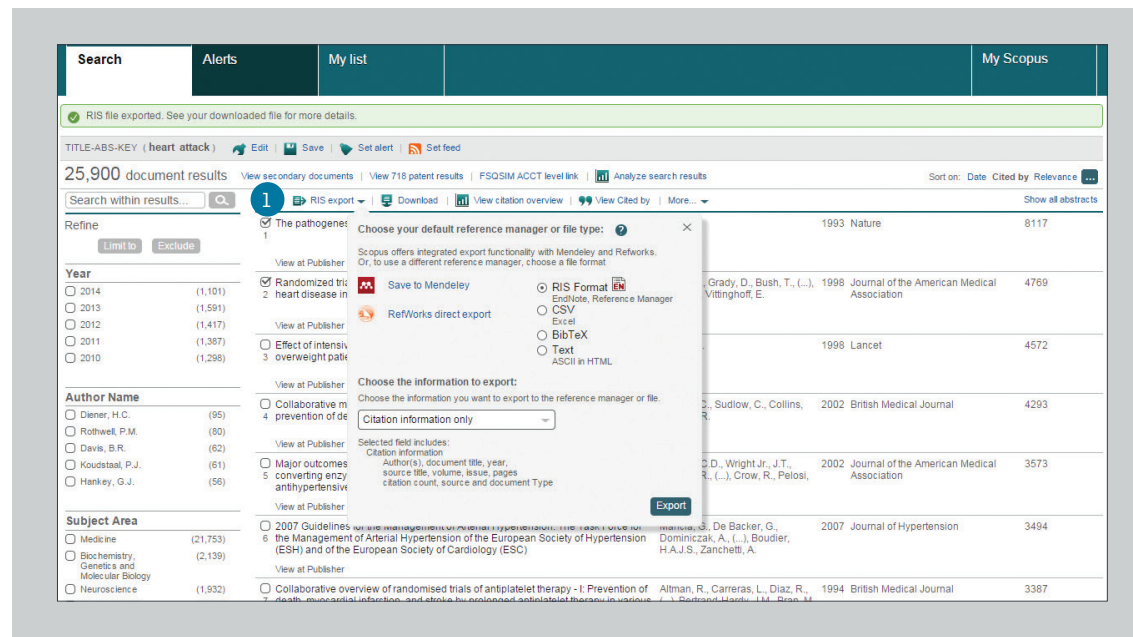 Search
Alerts
My list
My Scopus
RIS file exported. See your downloaded file for more details.
TITLE-ABS-KEY ( heart attack )
Edit | Save | Set alert | Set feed
25,900 document results
View secondary documents | View 718 patent results | FSQSIM ACCT level link | Analyze search results
Sort on: Date Cited by Relevance ...
Search within results...
1
RIS export | Download | View citation overview | View Cited by | More...
Show all abstracts
Refine
Limit to Exclude
Year
2014 (1,101)
2013 (1,591)
2012 (1,417)
2011 (1,387)
2010 (1,298)
Author Name
Diener, H.C. (95)
Rothwell, P.M. (80)
Davis, B.R. (62)
Koudstaal, P.J. (61)
Hankey, G.J. (56)
Subject Area
Medicine (21,753)
Biochemistry, (2,139)
Genetics and
Molecular Biology
Neuroscience (1,932)
The pathogenes
1
1993 Nature 8117
View at Publisher
Randomized tria
2 heart disease in
, Grady, D., Bush, T., (...), 1998 Journal of the American Medical 4769
Vittinghoff, E. Association
View at Publisher
Effect of intensiv
3 overweight patie
1998 Lancet 4572
View at Publisher
Collaborative m
4 prevention of de
C., Sudlow, C., Collins, 2002 British Medical Journal 4293
R.
View at Publisher
Major outcomes
5 converting enzy
antihypertensive
C.D., Wright Jr., J.T., 2002 Journal of the American Medical 3573
R., (...), Crow, R., Pelosi, Association
View at Publisher
Choose your default reference manager or file type: ? ×
Scopus offers integrated export functionality with Mendeley and Refworks.
Or, to use a different reference manager, choose a file format
Save to Mendeley
RefWorks direct export
RIS Format EN
EndNote, Reference Manager
CSV
Excel
BibTeX
Text
ASCII in HTML
Choose the information to export:
Choose the information you want to export to the reference manager or file.
Citation information only
Selected field includes:
Citation information
Author(s), document title, year,
source title, volume, issue, pages
citation count, source and document Type
Export
2007 Guidelines for the Management of Arterial Hypertension: The Task Force for Mancia, G., De Backer, G., 2007 Journal of Hypertension 3494
6 the Management of Arterial Hypertension of the European Society of Hypertension Dominiczak, A., (...), Boudier,
(ESH) and of the European Society of Cardiology (ESC) H.A.J.S., Zanchetti, A.
View at Publisher
Collaborative overview of randomised trials of antiplatelet therapy - I: Prevention of Altman, R., Carreras, L., Diaz, R., 1994 British Medical Journal 3387
7 death, myocardial infarction, and stroke by prolonged antiplatelet therapy in various (...), Bertrand-Hardy, J.M., Bran, M